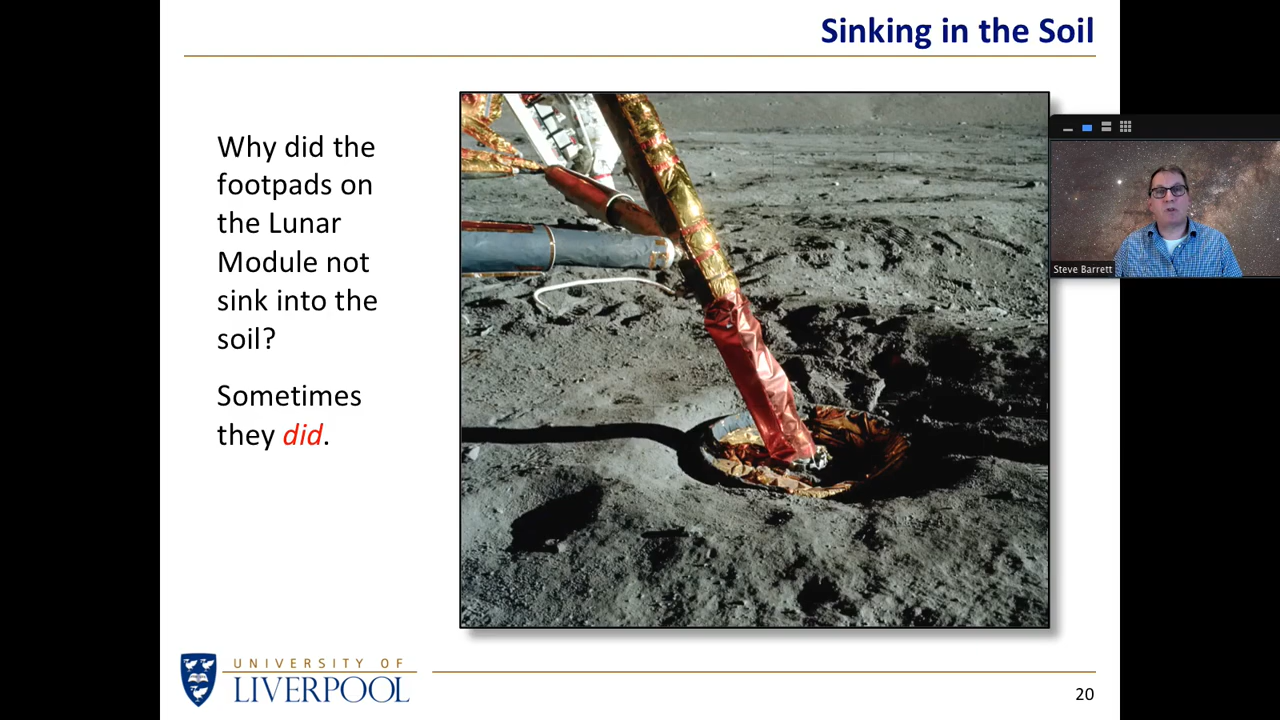 Sinking in the Soil
Why did the
footpads on
the Lunar
Module not
sink into the
soil?
Sometimes
they did.
Steve Barrett
UNIVERSITY OF
LIVERPOOL
20